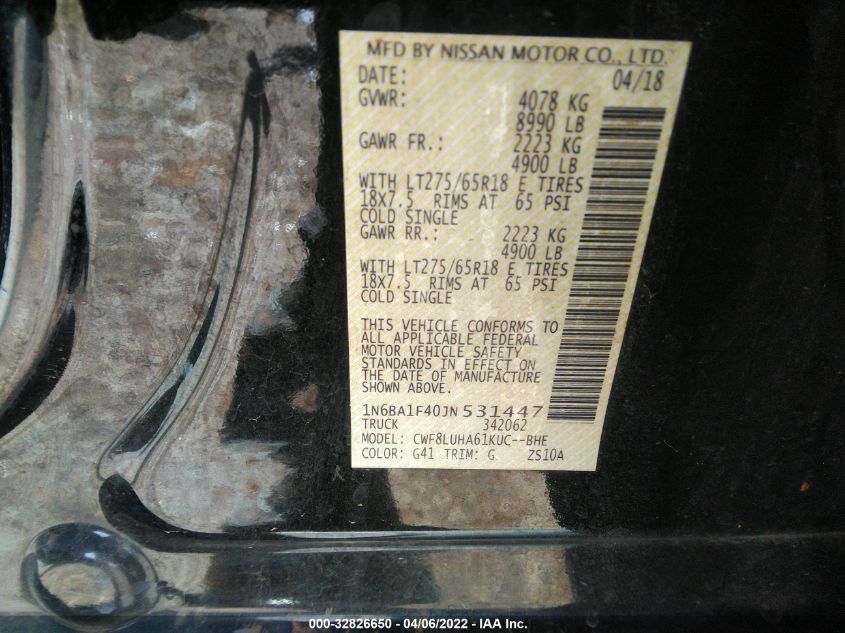 MFD BY NISSAN MOTOR CO., LTD.
DATE: 04/18
GVWR: 4078 KG
8990 LB
GAWR FR.: 2223 KG
4900 LB
WITH LT275/65R18 E TIRES
18X7.5 RIMS AT 65 PSI
COLD SINGLE
GAWR RR.: 2223 KG
4900 LB
WITH LT275/65R18 E TIRES
18X7.5 RIMS AT 65 PSI
COLD SINGLE
THIS VEHICLE CONFORMS TO
ALL APPLICABLE FEDERAL
MOTOR VEHICLE SAFETY
STANDARDS IN EFFECT ON
THE DATE OF MANUFACTURE
SHOWN ABOVE.
1N6BA1F40JN531447
TRUCK 342062
MODEL: CWF8LUHA61KUC--BHE
COLOR: G41 TRIM: G ZS10A
000-32826650 - 04/06/2022 - IAA Inc.